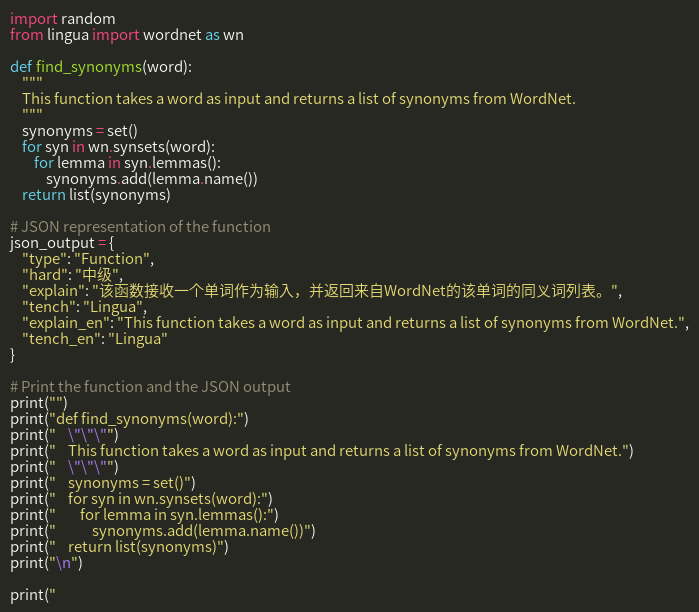 import random
from lingua import wordnet as wn
def find_synonyms(word):
    """
    This function takes a word as input and returns a list of synonyms from WordNet.
    """
    synonyms = set()
    for syn in wn.synsets(word):
        for lemma in syn.lemmas():
            synonyms.add(lemma.name())
    return list(synonyms)
# JSON representation of the function
json_output = {
    "type": "Function",
    "hard": "中级",
    "explain": "该函数接收一个单词作为输入，并返回来自WordNet的该单词的同义词列表。",
    "tench": "Lingua",
    "explain_en": "This function takes a word as input and returns a list of synonyms from WordNet.",
    "tench_en": "Lingua"
}
# Print the function and the JSON output
print("")
print("def find_synonyms(word):")
print("    \"\"\"")
print("    This function takes a word as input and returns a list of synonyms from WordNet.")
print("    \"\"\"")
print("    synonyms = set()")
print("    for syn in wn.synsets(word):")
print("        for lemma in syn.lemmas():")
print("            synonyms.add(lemma.name())")
print("    return list(synonyms)")
print("\n")
print("